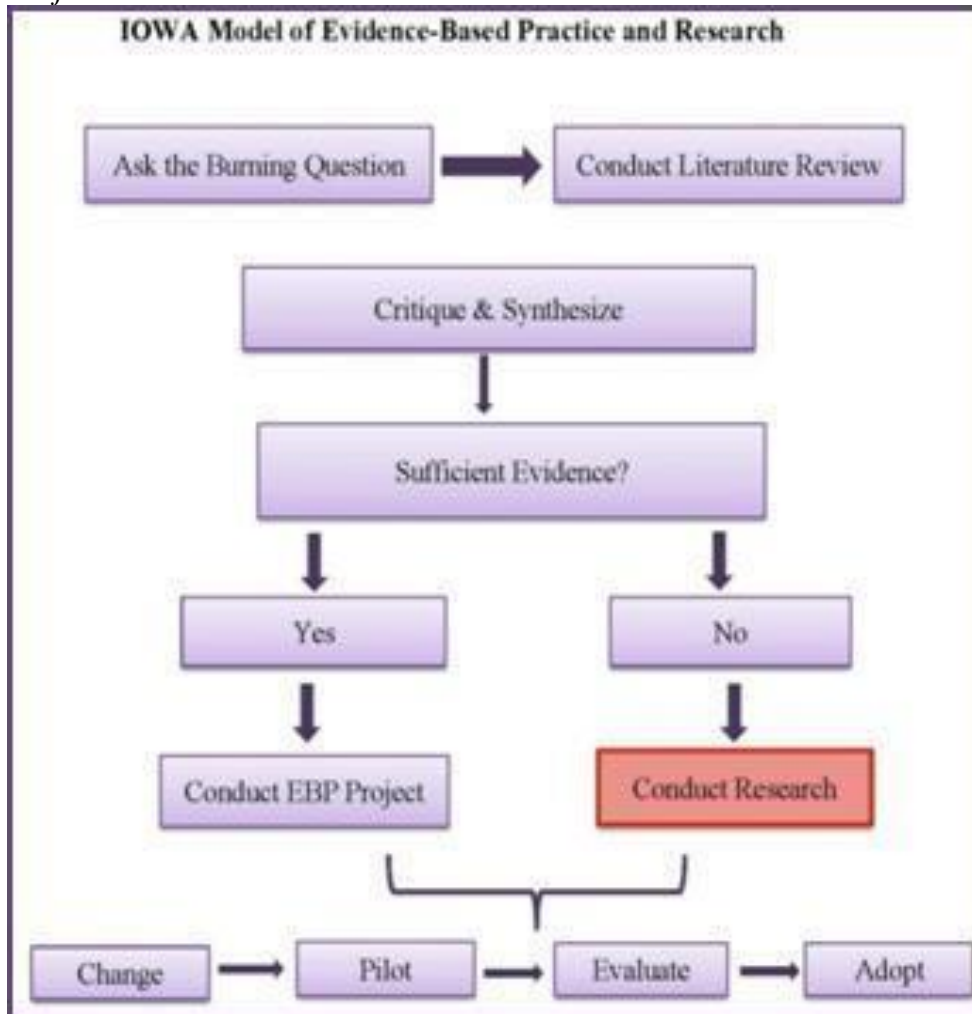 IOWA Model of Evidence-Based Practice and Research
Ask the Burning Question
Conduct Literature Review
Critique & Synthesize
Sufficient Evidence?
Yes
No
Conduct EBP Project
Conduct Research
Change
Pilot
Evaluate
Adopt